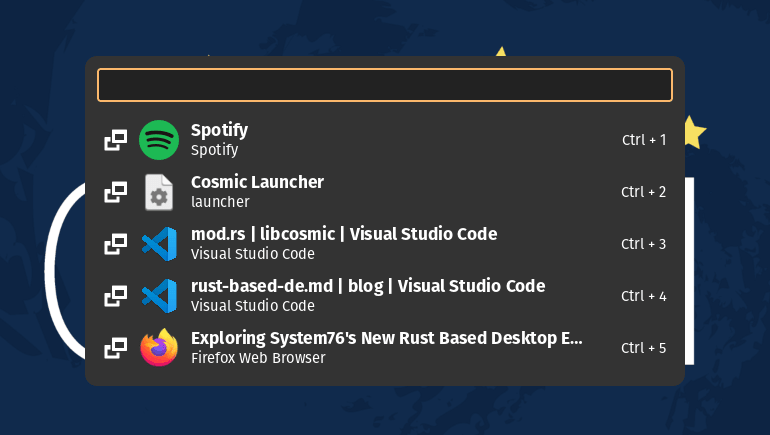 Spotify
Spotify
Ctrl + 1
Cosmic Launcher
launcher
Ctrl + 2
mod.rs | libcosmic | Visual Studio Code
Visual Studio Code
Ctrl + 3
rust-based-de.md | blog | Visual Studio Code
Visual Studio Code
Ctrl + 4
Exploring System76's New Rust Based Desktop E...
Firefox Web Browser
Ctrl + 5